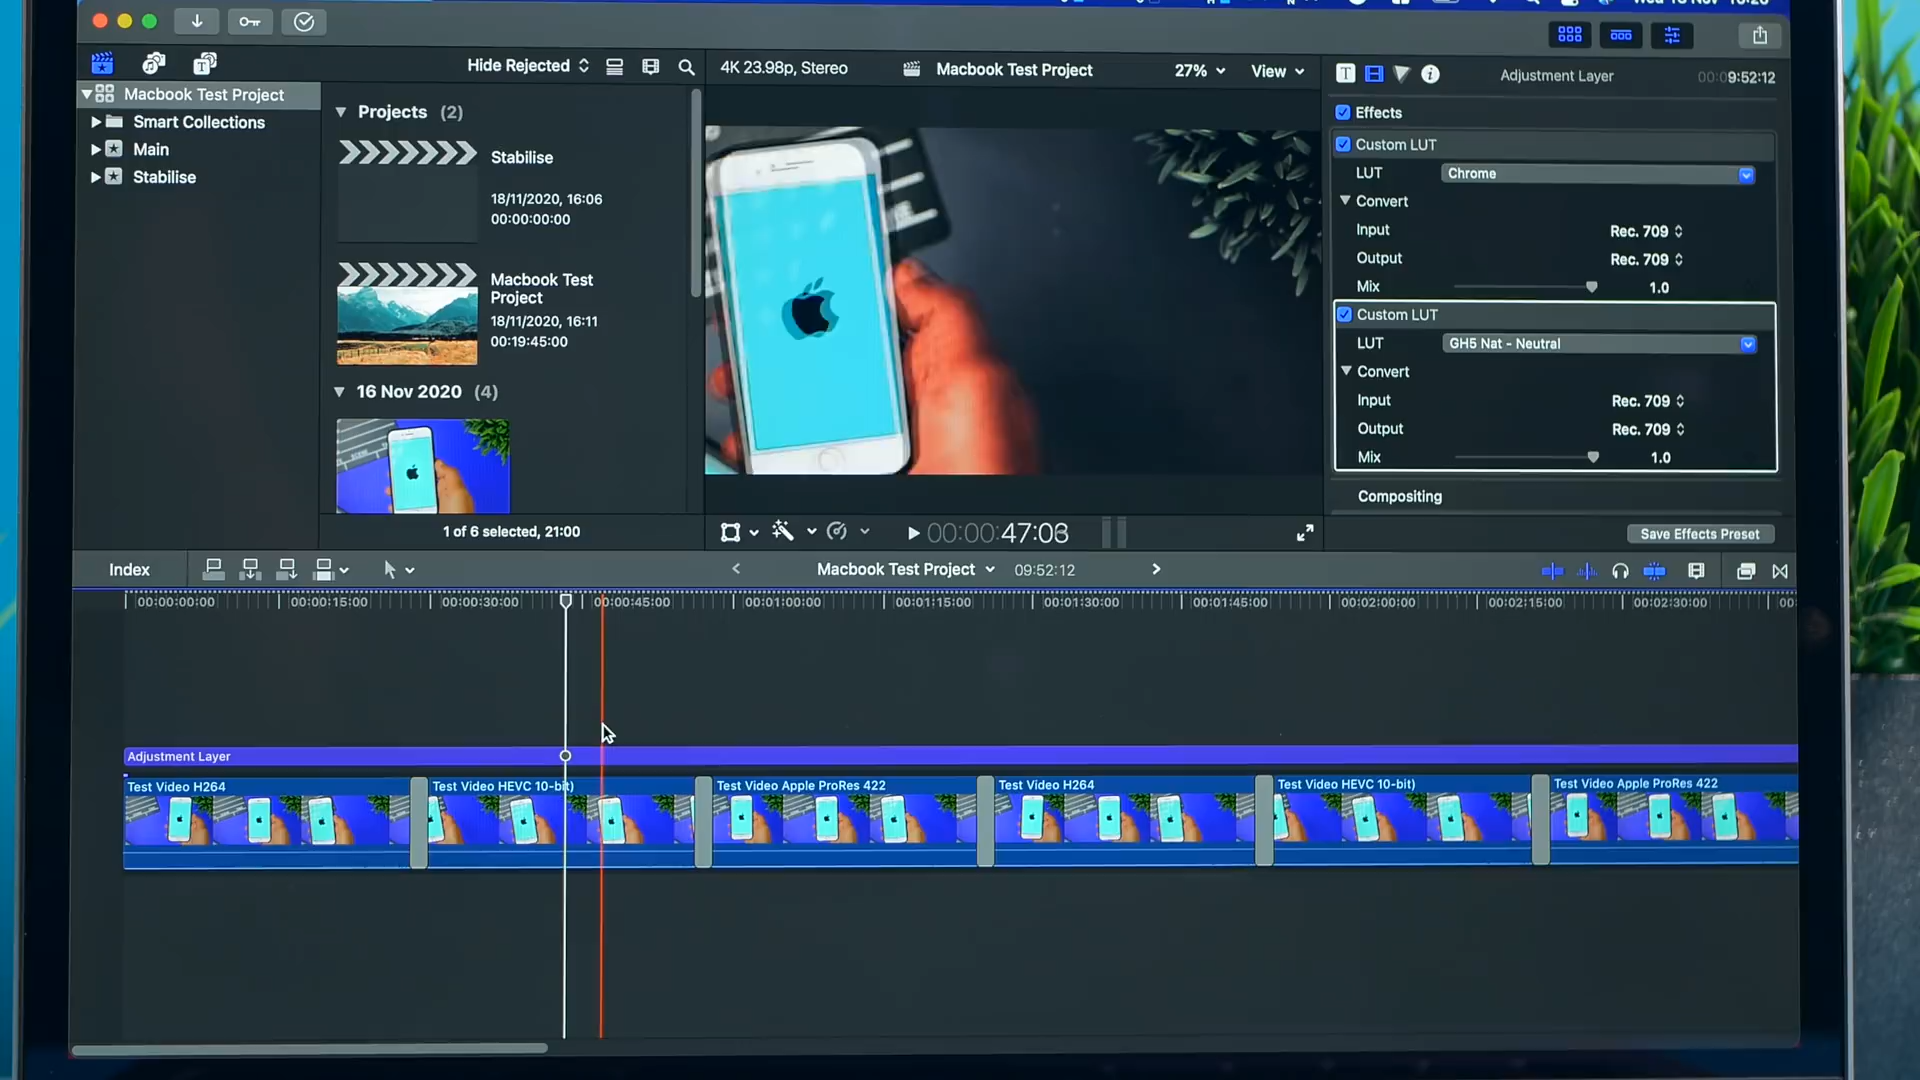 Hide Rejected
4K 23.98p, Stereo
Macbook Test Project
27%
View
Adjustment Layer
00:09:52:12
Macbook Test Project
Smart Collections
Main
Stabilise
Projects (2)
Stabilise
18/11/2020, 16:06
00:00:00:00
Macbook Test
Project
18/11/2020, 16:11
00:19:45:00
16 Nov 2020 (4)
1 of 6 selected, 21:00
Effects
Custom LUT
LUT Chrome
Convert
Input Rec. 709
Output Rec. 709
Mix 1.0
Custom LUT
LUT GH5 Nat - Neutral
Convert
Input Rec. 709
Output Rec. 709
Mix 1.0
Compositing
Save Effects Preset
Index
Macbook Test Project
09:52:12
00:00:00:00 00:00:15:00 00:00:30:00 00:00:45:00 00:01:00:00 00:01:15:00 00:01:30:00 00:01:45:00 00:02:00:00 00:02:15:00 00:02:30:00
Adjustment Layer
Test Video H264 Test Video HEVC 10-bit) Test Video Apple ProRes 422 Test Video H264 Test Video HEVC 10-bit) Test Video Apple ProRes 422